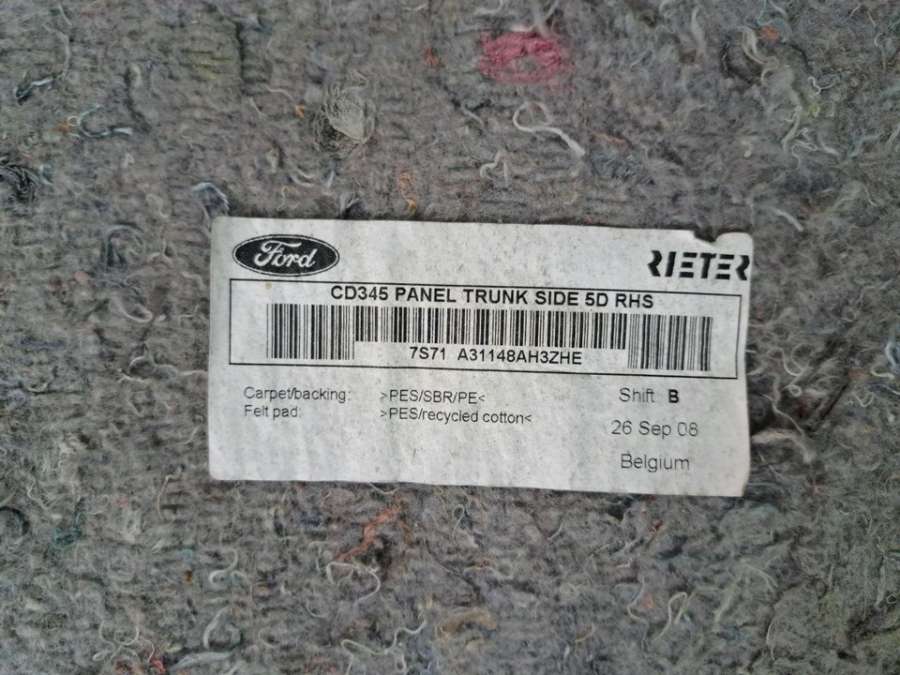 Ford
RIETER
CD345 PANEL TRUNK SIDE 5D RHS
7S71 A31148AH3ZHE
Carpet/backing: >PES/SBR/PE<
Shift B
Felt pad: >PES/recycled cotton<
26 Sep 08
Belgium